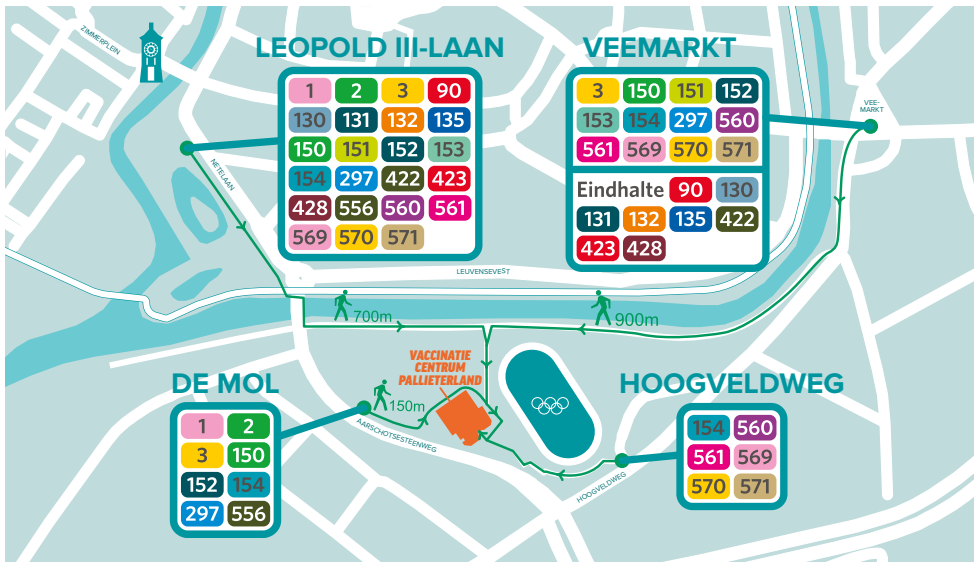 ZIMMERPLEIN
LEOPOLD III-LAAN
1 2 3 90
130 131 132 135
150 151 152 153
154 297 422 423
428 556 560 561
569 570 571
VEEMARKT
3 150 151 152
153 154 297 560
561 569 570 571
Eindhalte 90 130
131 132 135 422
423 428
VEE-
MARKT
NETELAAN
LEUVENSEVEST
700m
900m
VACCINATIE
CENTRUM
PALLIETERLAND
150m
AARSCHOTSESTEENWEG
DE MOL
1 2
3 150
152 154
297 556
HOOGVELDWEG
154 560
561 569
570 571
HOOGVELDWEG